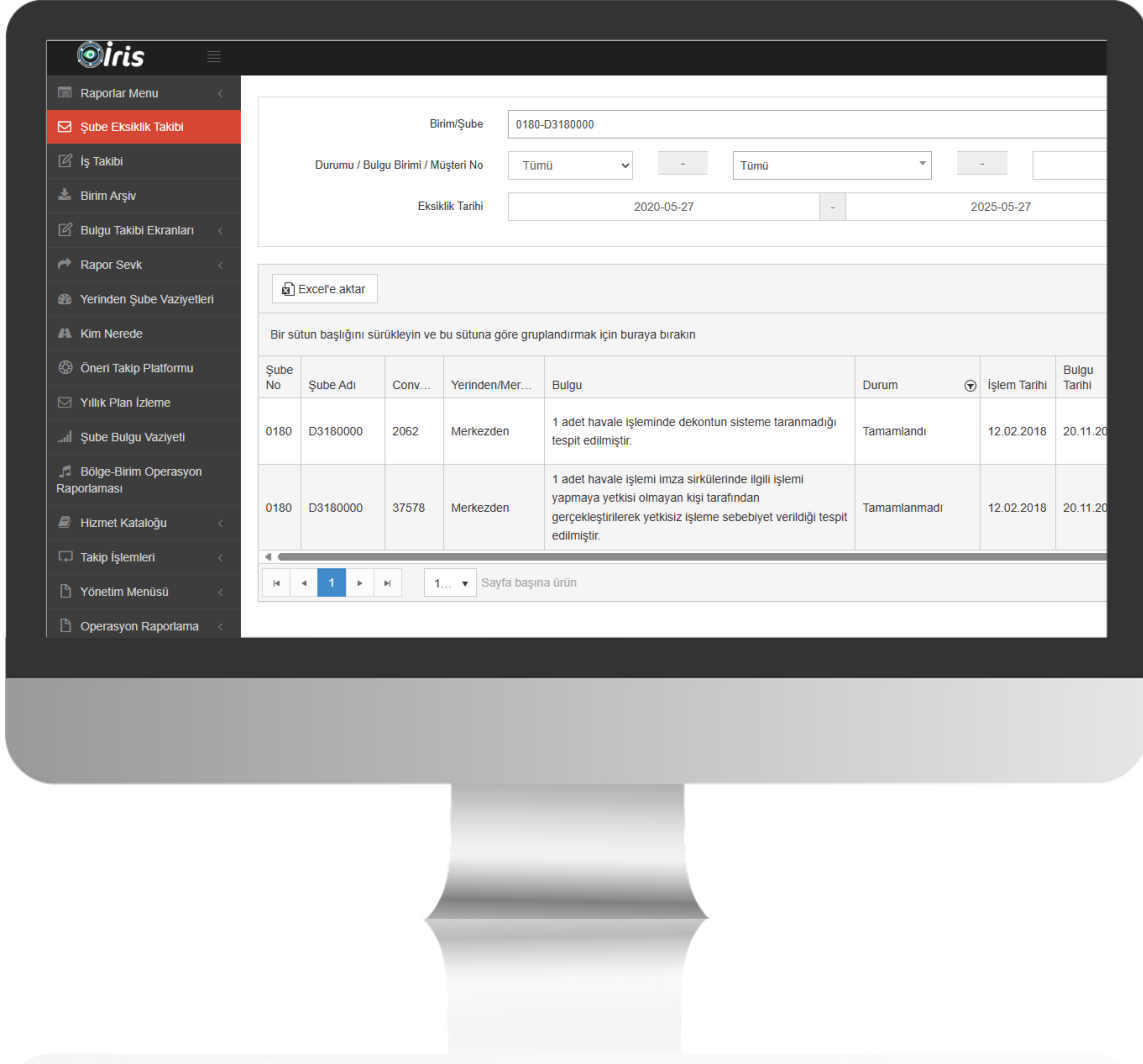 iris
Raporlar Menu
Şube Eksiklik Takibi
İş Takibi
Birim Arşiv
Bulgu Takibi Ekranları
Rapor Sevk
Yerinden Şube Vaziyetleri
Kim Nerede
Öneri Takip Platformu
Yıllık Plan İzleme
Şube Bulgu Vaziyeti
Bölge-Birim Operasyon
Raporlaması
Hizmet Kataloğu
Takip İşlemleri
Yönetim Menüsü
Operasyon Raporlama
Birim/Şube
0180-D3180000
Durumu / Bulgu Birimi / Müşteri No
Tümü
-
Tümü
-
Eksiklik Tarihi
2020-05-27
-
2025-05-27
Excel'e aktar
Bir sütun başlığını sürükleyin ve bu sütuna göre gruplandırmak için buraya bırakın
Şube
No
Şube Adı
Conv...
Yerinden/Mer...
Bulgu
Durum
İşlem Tarihi
Bulgu
Tarihi
0180
D3180000
2062
Merkezden
1 adet havale işleminde dekontun sisteme taranmadığı
tespit edilmiştir.
Tamamlandı
12.02.2018
20.11.20
0180
D3180000
37578
Merkezden
1 adet havale işlemi imza sirkülerinde ilgili işlemi
yapmaya yetkisi olmayan kişi tarafından
gerçekleştirilerek yetkisiz işleme sebebiyet verildiği tespit
edilmiştir.
Tamamlanmadı
12.02.2018
20.11.20
1
1...
Sayfa başına ürün